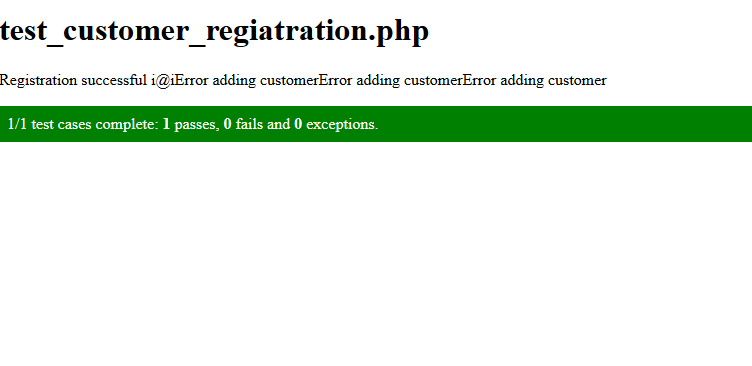 test_customer_regiatration.php
Registration successful i@iError adding customerError adding customerError adding customer
1/1 test cases complete: 1 passes, 0 fails and 0 exceptions.